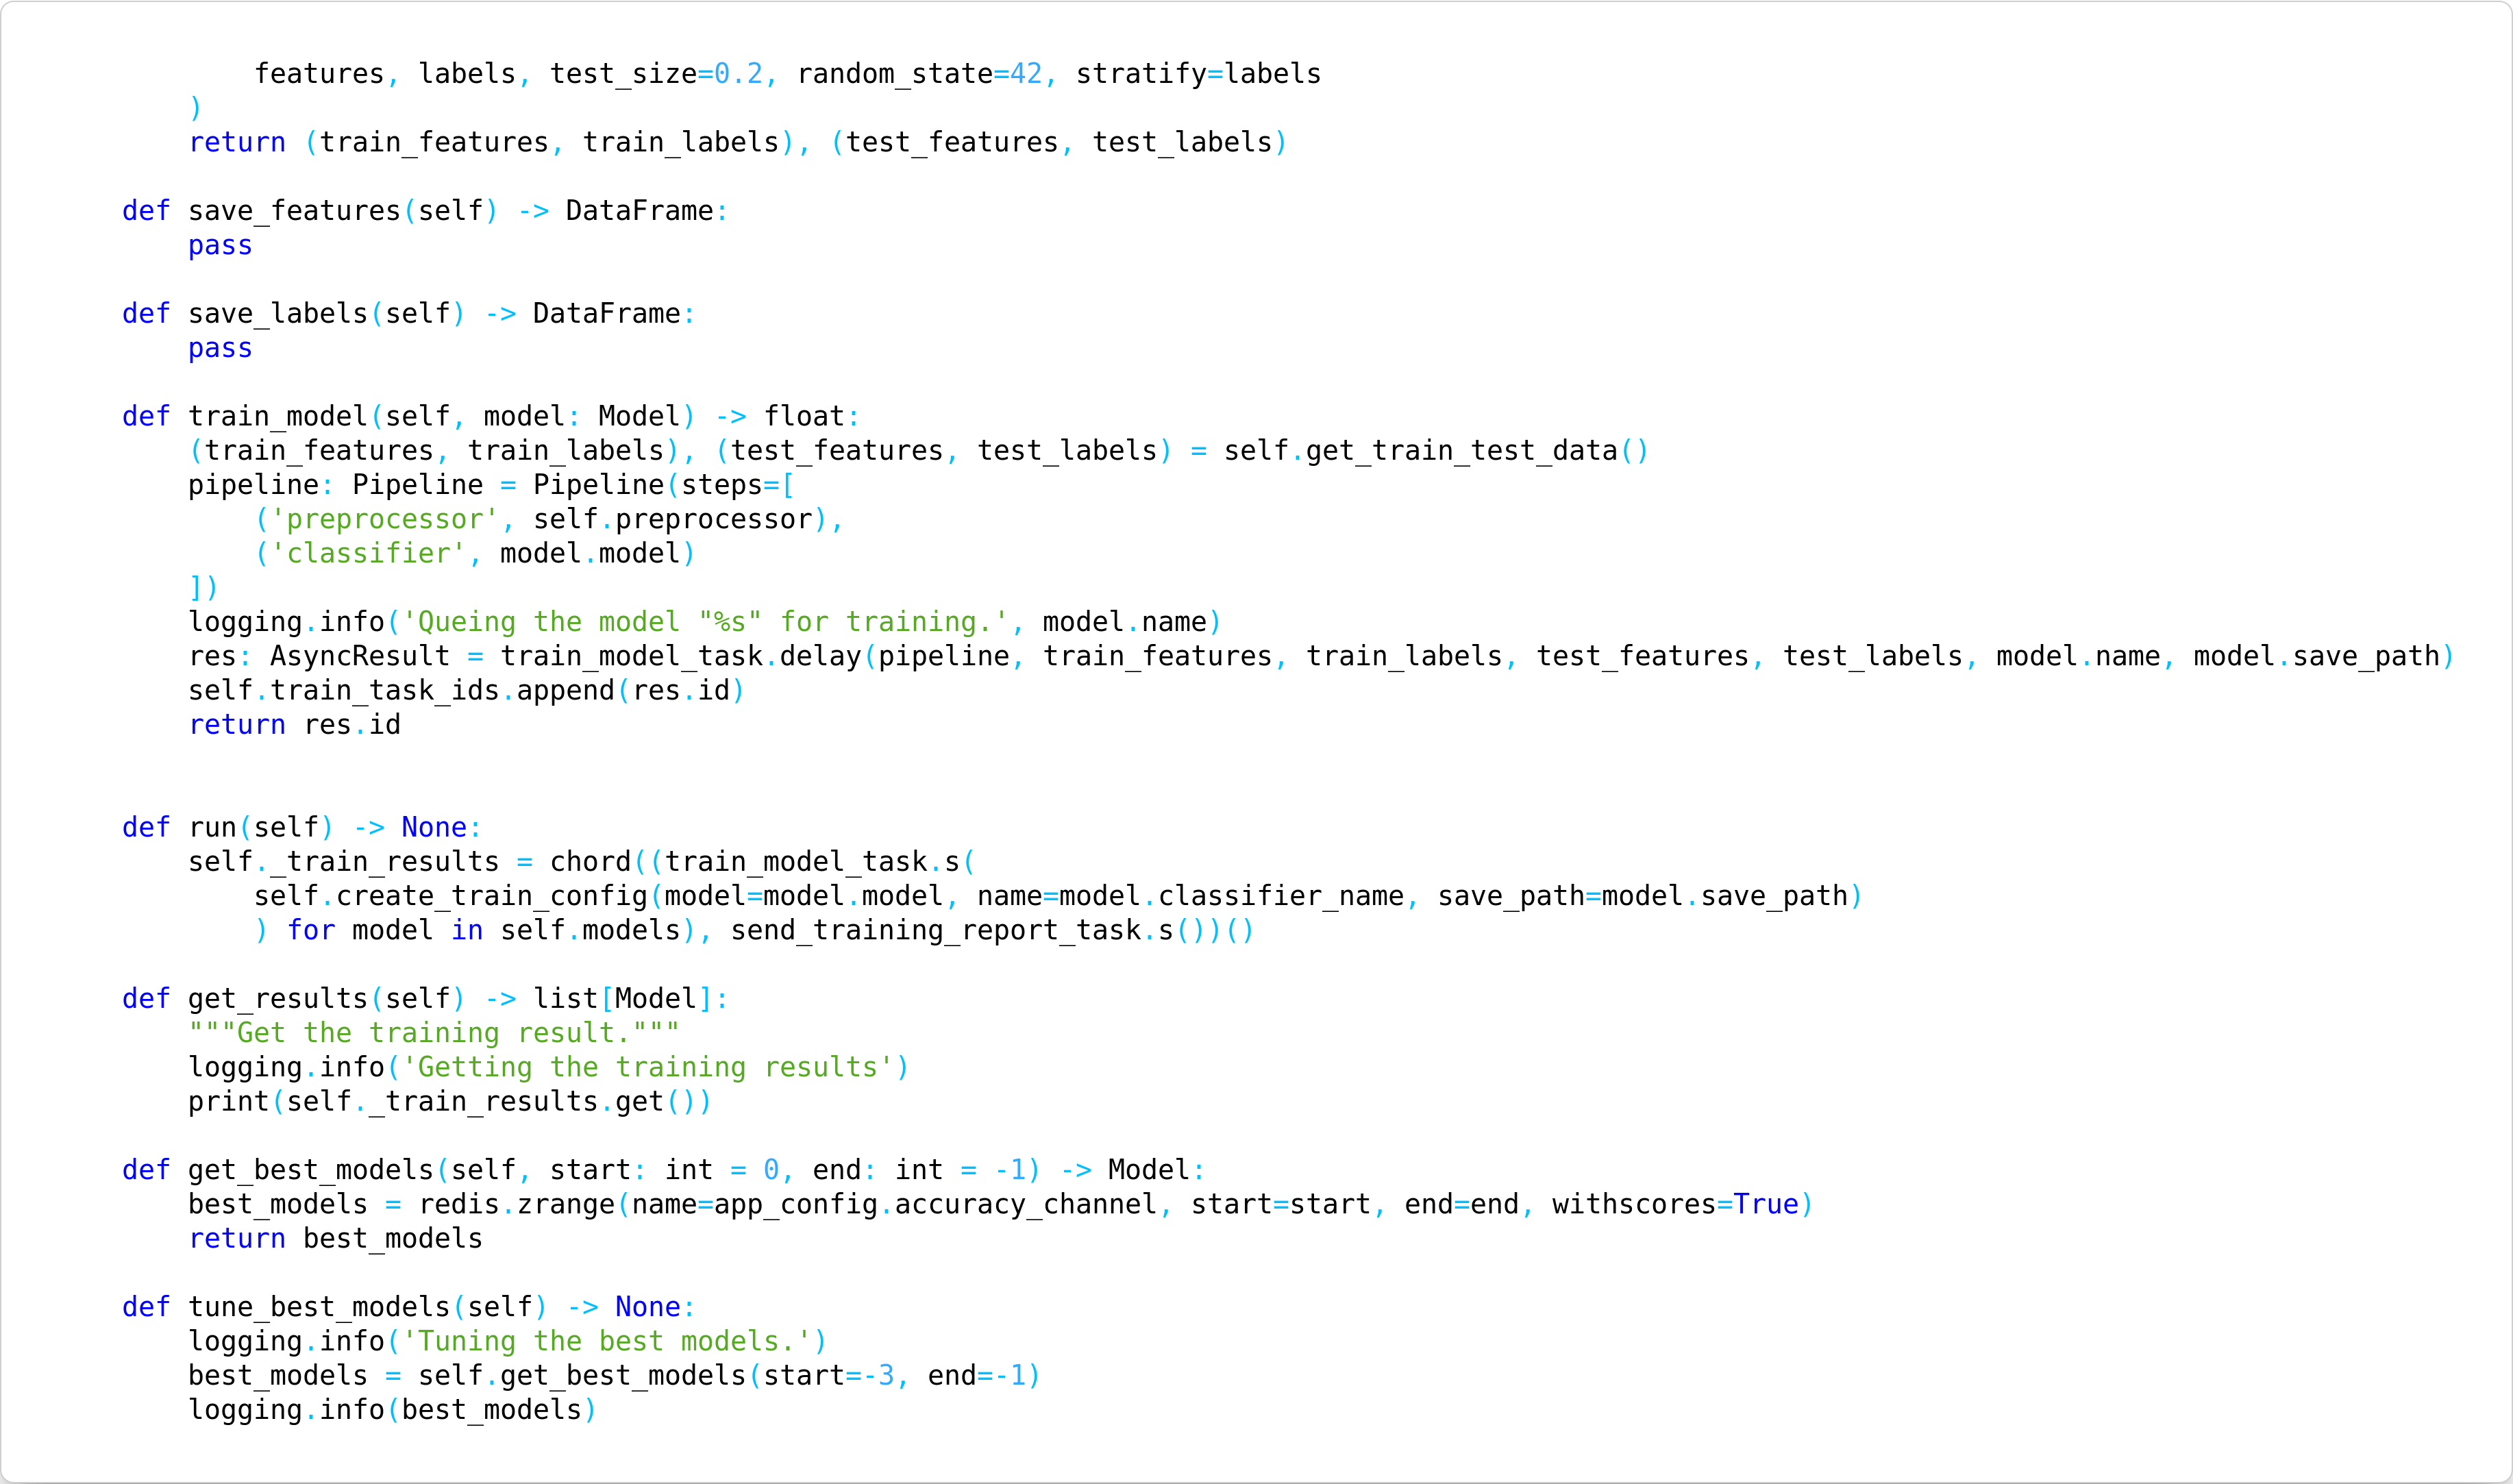 features, labels, test_size=0.2, random_state=42, stratify=labels
    )
    return (train_features, train_labels), (test_features, test_labels)

def save_features(self) -> DataFrame:
    pass

def save_labels(self) -> DataFrame:
    pass

def train_model(self, model: Model) -> float:
    (train_features, train_labels), (test_features, test_labels) = self.get_train_test_data()
    pipeline: Pipeline = Pipeline(steps=[
        ('preprocessor', self.preprocessor),
        ('classifier', model.model)
    ])
    logging.info('Queing the model "%s" for training.', model.name)
    res: AsyncResult = train_model_task.delay(pipeline, train_features, train_labels, test_features, test_labels, model.name, model.save_path)
    self.train_task_ids.append(res.id)
    return res.id


def run(self) -> None:
    self._train_results = chord((train_model_task.s(
        self.create_train_config(model=model.model, name=model.classifier_name, save_path=model.save_path)
        ) for model in self.models), send_training_report_task.s())()

def get_results(self) -> list[Model]:
    """Get the training result."""
    logging.info('Getting the training results')
    print(self._train_results.get())

def get_best_models(self, start: int = 0, end: int = -1) -> Model:
    best_models = redis.zrange(name=app_config.accuracy_channel, start=start, end=end, withscores=True)
    return best_models

def tune_best_models(self) -> None:
    logging.info('Tuning the best models.')
    best_models = self.get_best_models(start=-3, end=-1)
    logging.info(best_models)